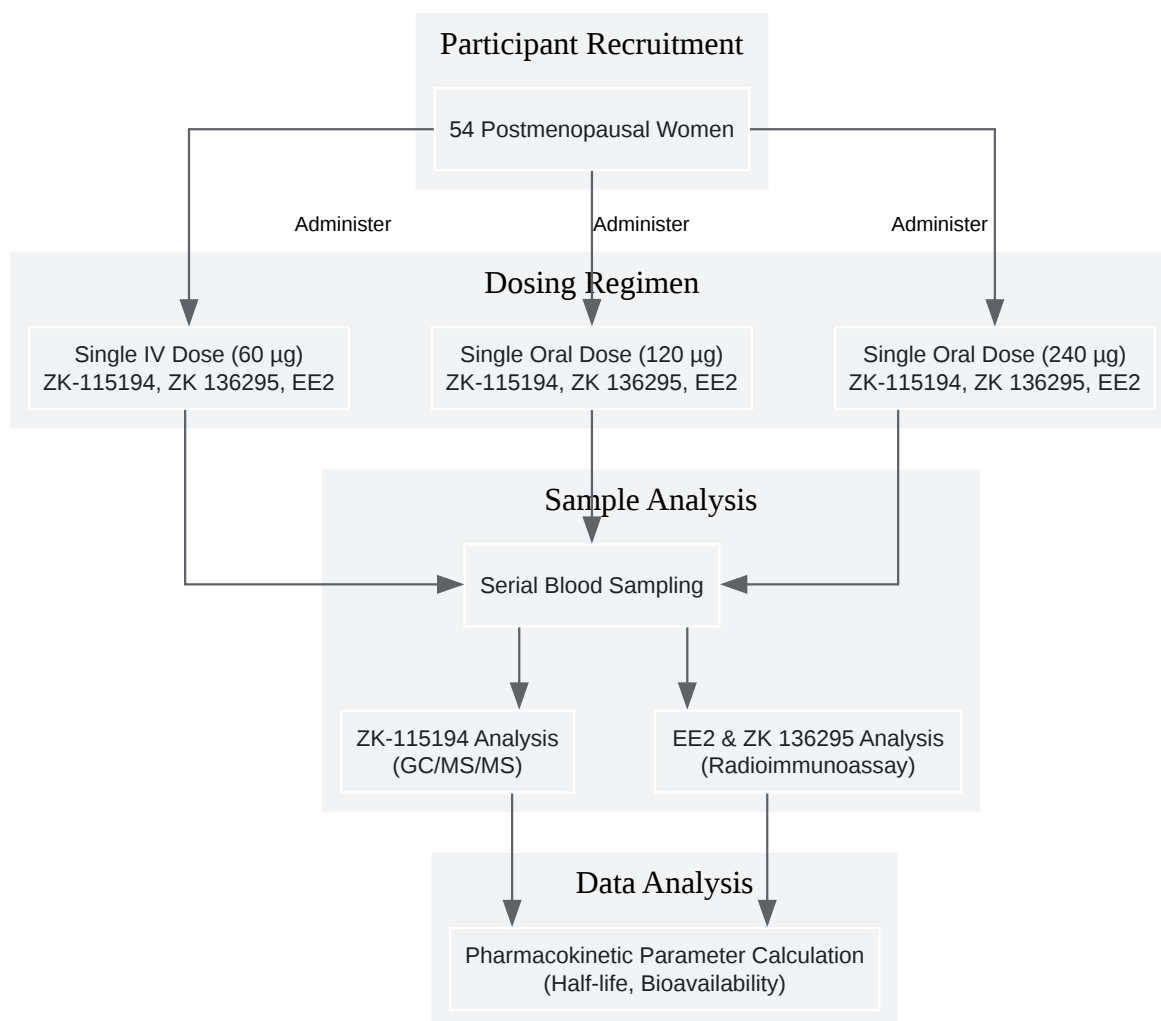 Participant Recruitment
54 Postmenopausal Women
Administer
Administer
Administer
Dosing Regimen
Single IV Dose (60 µg)
ZK-115194, ZK 136295, EE2
Single Oral Dose (120 µg)
ZK-115194, ZK 136295, EE2
Single Oral Dose (240 µg)
ZK-115194, ZK 136295, EE2
Sample Analysis
Serial Blood Sampling
ZK-115194 Analysis
(GC/MS/MS)
EE2 & ZK 136295 Analysis
(Radioimmunoassay)
Data Analysis
Pharmacokinetic Parameter Calculation
(Half-life, Bioavailability)